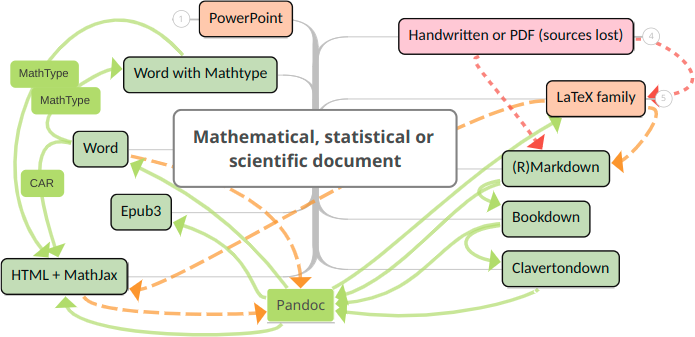 1
PowerPoint
Handwritten or PDF (sources lost)
4
MathType
Word with Mathtype
MathType
LaTeX family
5
Mathematical, statistical or
scientific document
Word
(R)Markdown
CAR
Epub3
Bookdown
HTML + MathJax
Clavertondown
Pandoc